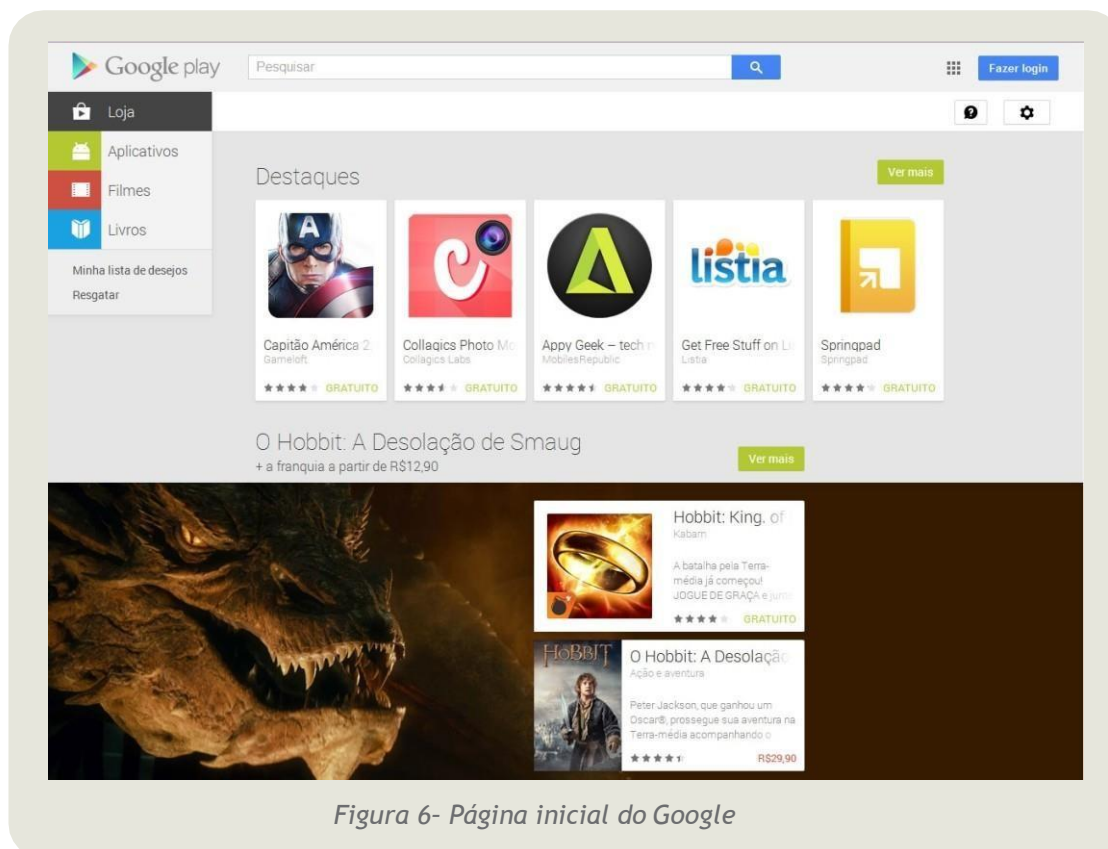 Google play
Pesquisar
Fazer login
Loja
Aplicativos
Filmes
Livros
Minha lista de desejos
Resgatar
Destaques
Ver mais
A
C
listia
Capitão América 2
Gameloft
GRATUITO
Collagics Photo Mo
Collagics Labs
GRATUITO
Appy Geek – tech n
MobilesRepublic
GRATUITO
Get Free Stuff on Li
Listia
GRATUITO
Springpad
Springpad
GRATUITO
O Hobbit: A Desolação de Smaug
+ a franquia a partir de R$12,90
Ver mais
Hobbit: King. of
Kabam
A batalha pela Terra-
média já começou!
JOGUE DE GRAÇA e junte
GRATUITO
HOBBIT
O Hobbit: A Desolação
Ação e aventura
Peter Jackson, que ganhou um
Oscar®, prossegue sua aventura na
Terra-média acompanhando o
R$29,90
Figura 6– Página inicial do Google